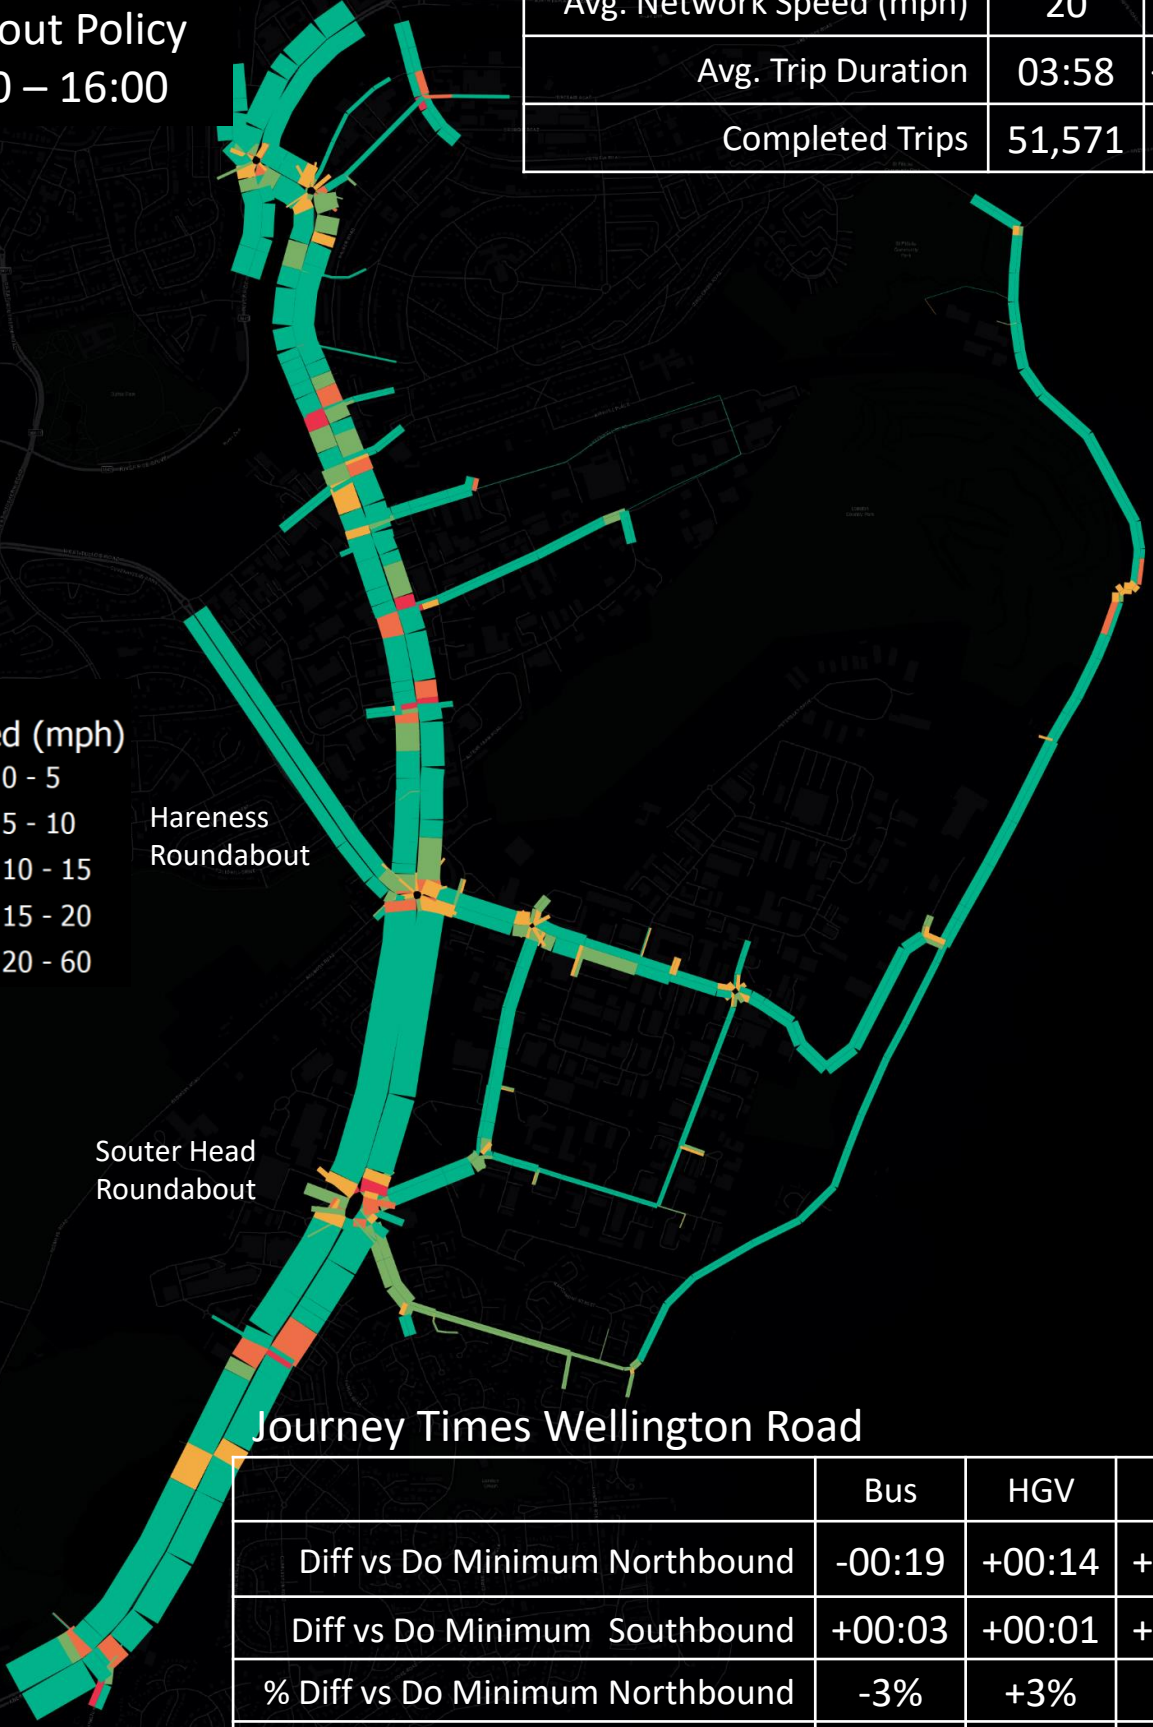 out Policy
0 – 16:00
Avg. Network Speed (mph) 20
Avg. Trip Duration 03:58
Completed Trips 51,571
ed (mph)
0 - 5
5 - 10
10 - 15
15 - 20
20 - 60
Hareness
Roundabout
Souter Head
Roundabout
Journey Times Wellington Road
Bus HGV
Diff vs Do Minimum Northbound -00:19 +00:14 +
Diff vs Do Minimum Southbound +00:03 +00:01 +
% Diff vs Do Minimum Northbound -3% +3%